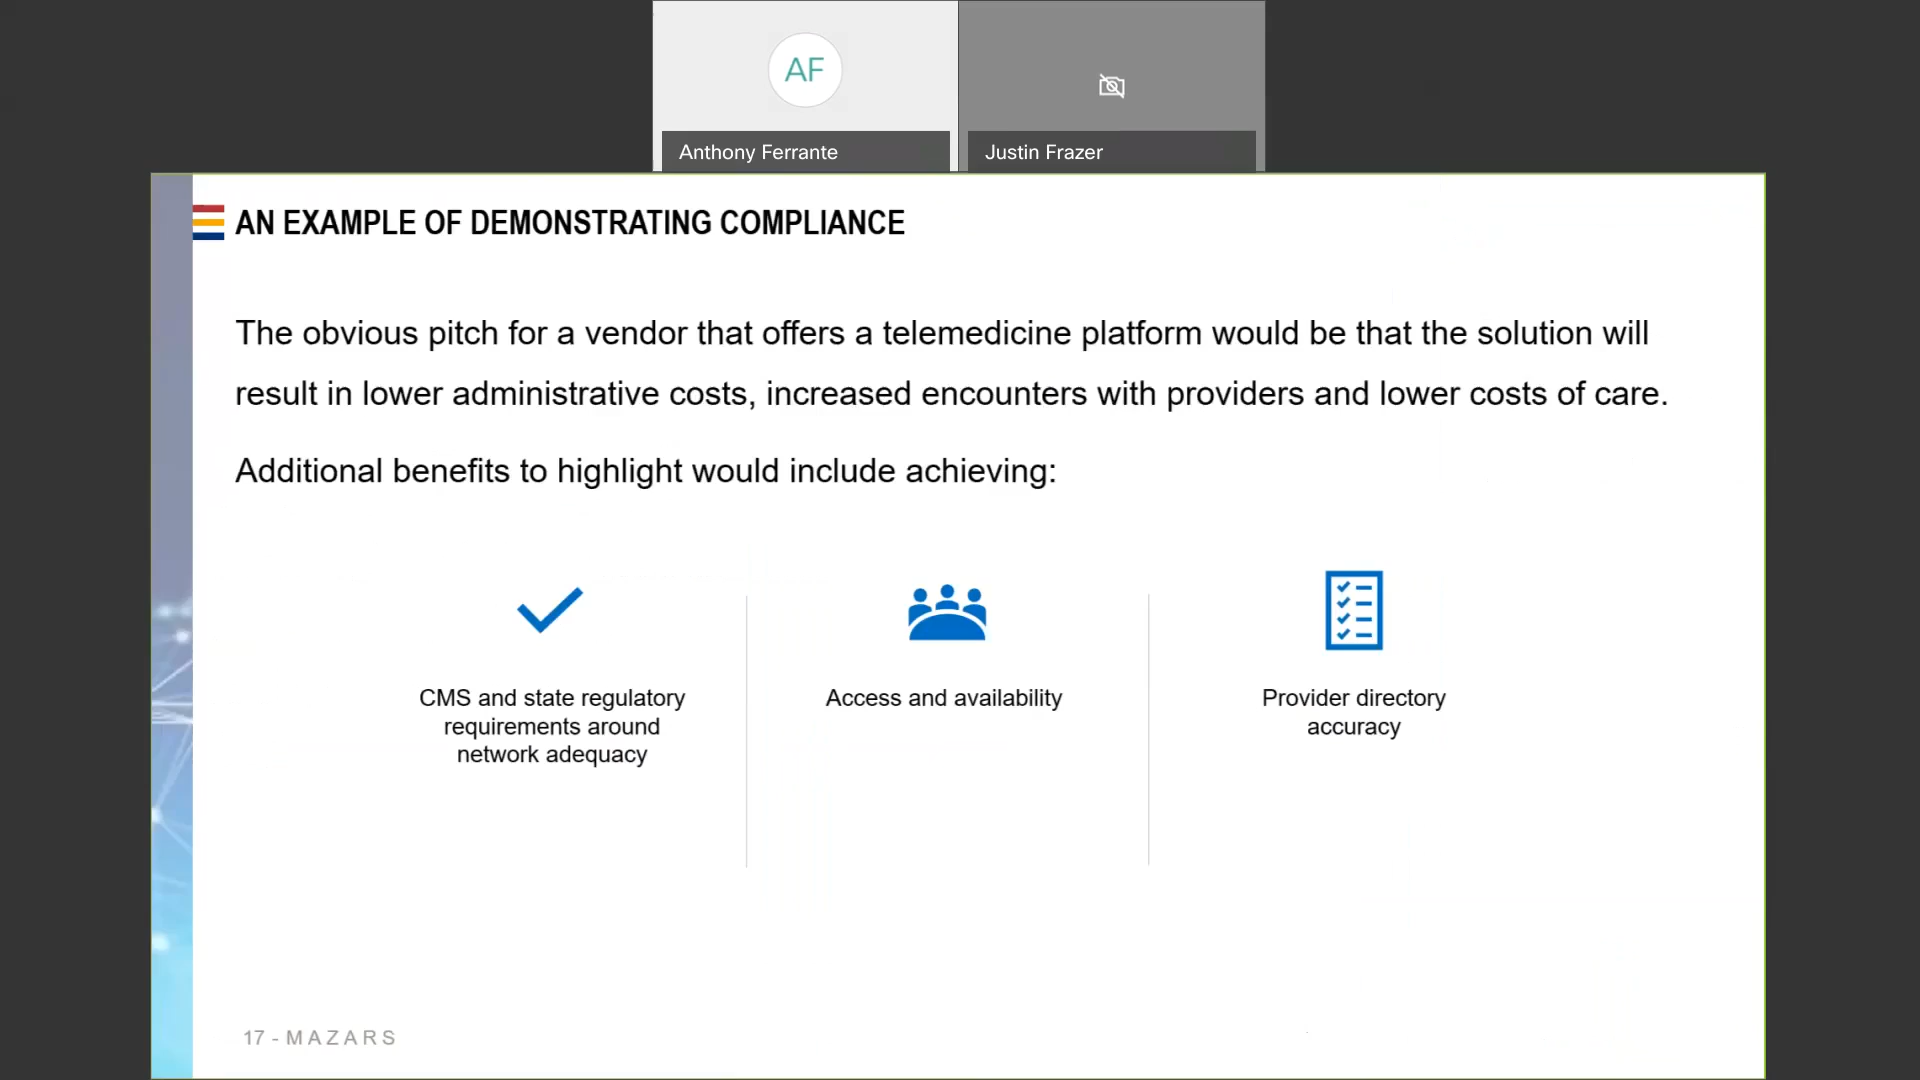 AF
Anthony Ferrante
Justin Frazer
AN EXAMPLE OF DEMONSTRATING COMPLIANCE
The obvious pitch for a vendor that offers a telemedicine platform would be that the solution will
result in lower administrative costs, increased encounters with providers and lower costs of care.
Additional benefits to highlight would include achieving:
CMS and state regulatory
requirements around
network adequacy
Access and availability
Provider directory
accuracy
17 - MAZARS